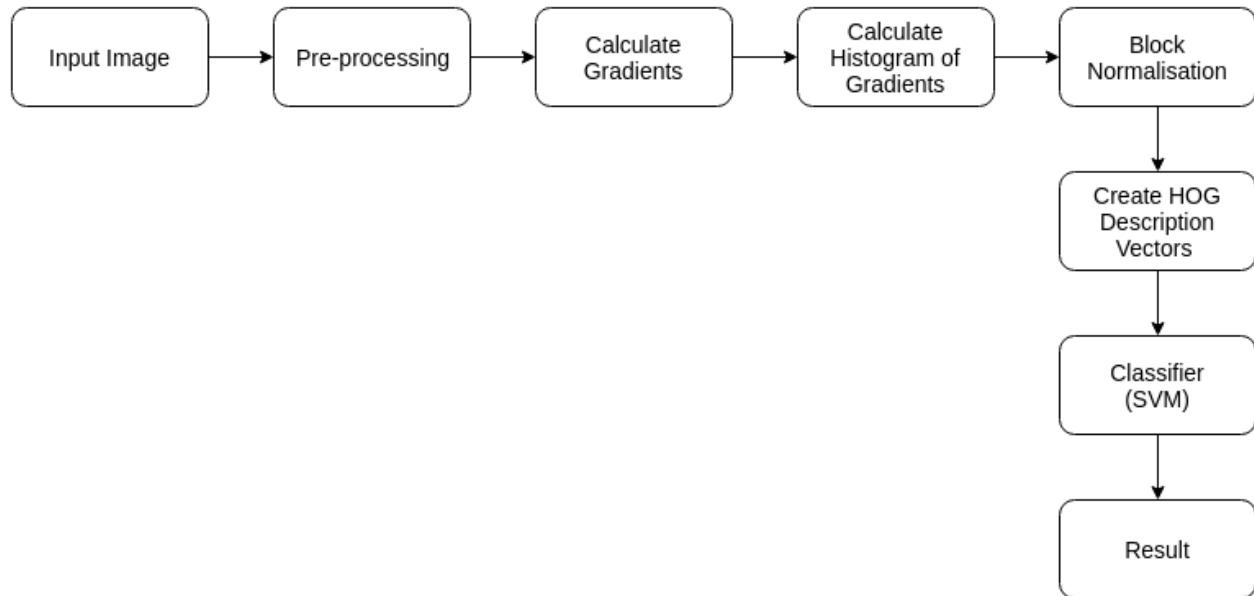 Input Image
Pre-processing
Calculate
Gradients
Calculate
Histogram of
Gradients
Block
Normalisation
Create HOG
Description
Vectors
Classifier
(SVM)
Result